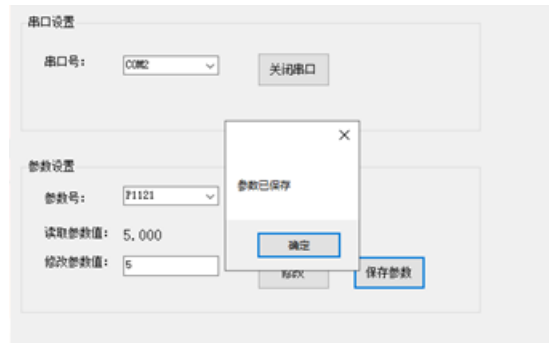 串口设置
串口号： COM2 关闭串口
参数设置
参数号： P1121
参数已保存
读取参数值： 5.000
确定
修改参数值： 5 修改 保存参数